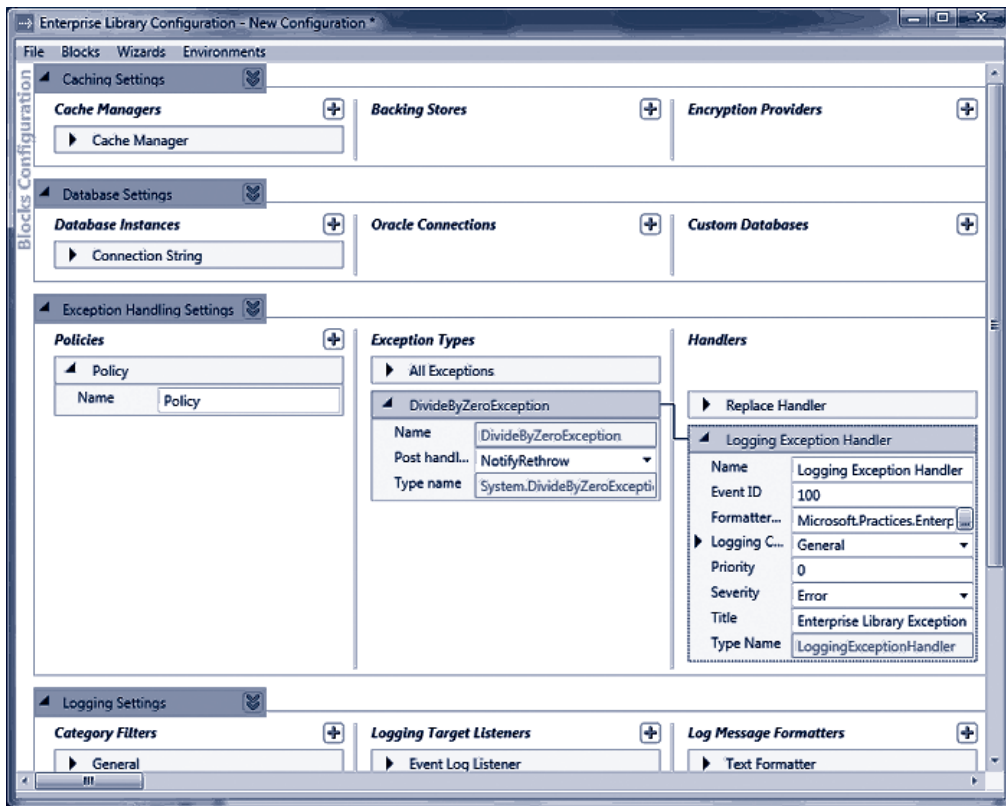 Enterprise Library Configuration - New Configuration *
File Blocks Wizards Environments
Blocks Configuration
Caching Settings
Cache Managers Backing Stores Encryption Providers
Cache Manager
Database Settings
Database Instances Oracle Connections Custom Databases
Connection String
Exception Handling Settings
Policies Exception Types Handlers
Policy All Exceptions
Name Policy DivideByZeroException Replace Handler
Name DivideByZeroException Logging Exception Handler
Post handl... NotifyRethrow Name Logging Exception Handler
Type name System.DivideByZeroExcepti Event ID 100
Formatter... Microsoft.Practices.Enterp ...
Logging C... General
Priority 0
Severity Error
Title Enterprise Library Exception
Type Name LoggingExceptionHandler
Logging Settings
Category Filters Logging Target Listeners Log Message Formatters
General Event Log Listener Text Formatter